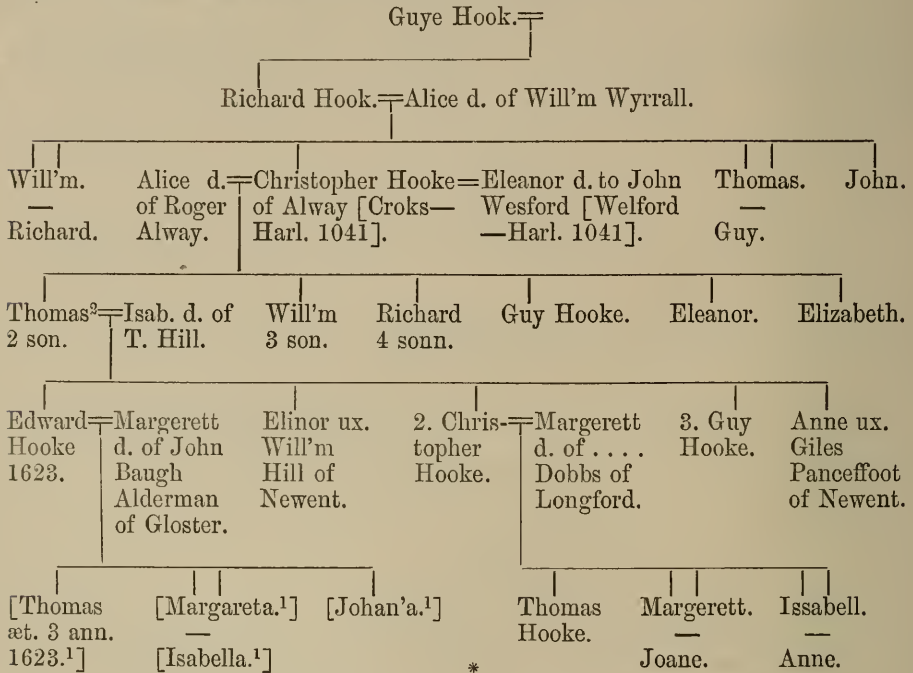 Guye Hook.
Richard Hook. Alice d. of Will'm Wyrrall.
Will'm.
—
Richard.
Alice d.
of Roger
Alway.
Christopher Hooke
of Alway [Croks—
Harl. 1041].
Eleanor d. to John
Wesford [Welford
—Harl. 1041].
Thomas.
—
Guy.
John.
Thomas²
2 son.
Isab. d. of
T. Hill.
Will'm
3 son.
Richard
4 sonn.
Guy Hooke.
Eleanor.
Elizabeth.
Edward
Hooke
1623.
Margerett
d. of John
Baugh
Alderman
of Gloster.
Elinor ux.
Will'm
Hill of
Newent.
2. Chris-
topher
Hooke.
Margerett
d. of . . . .
Dobbs of
Longford.
3. Guy
Hooke.
Anne ux.
Giles
Panceffoot
of Newent.
[Thomas
æt. 3 ann.
1623.¹]
[Margareta.¹]
—
[Isabella.¹]
[Johan'a.¹]
Thomas
Hooke.
Margerett.
—
Joane.
Issabell.
—
Anne.
*